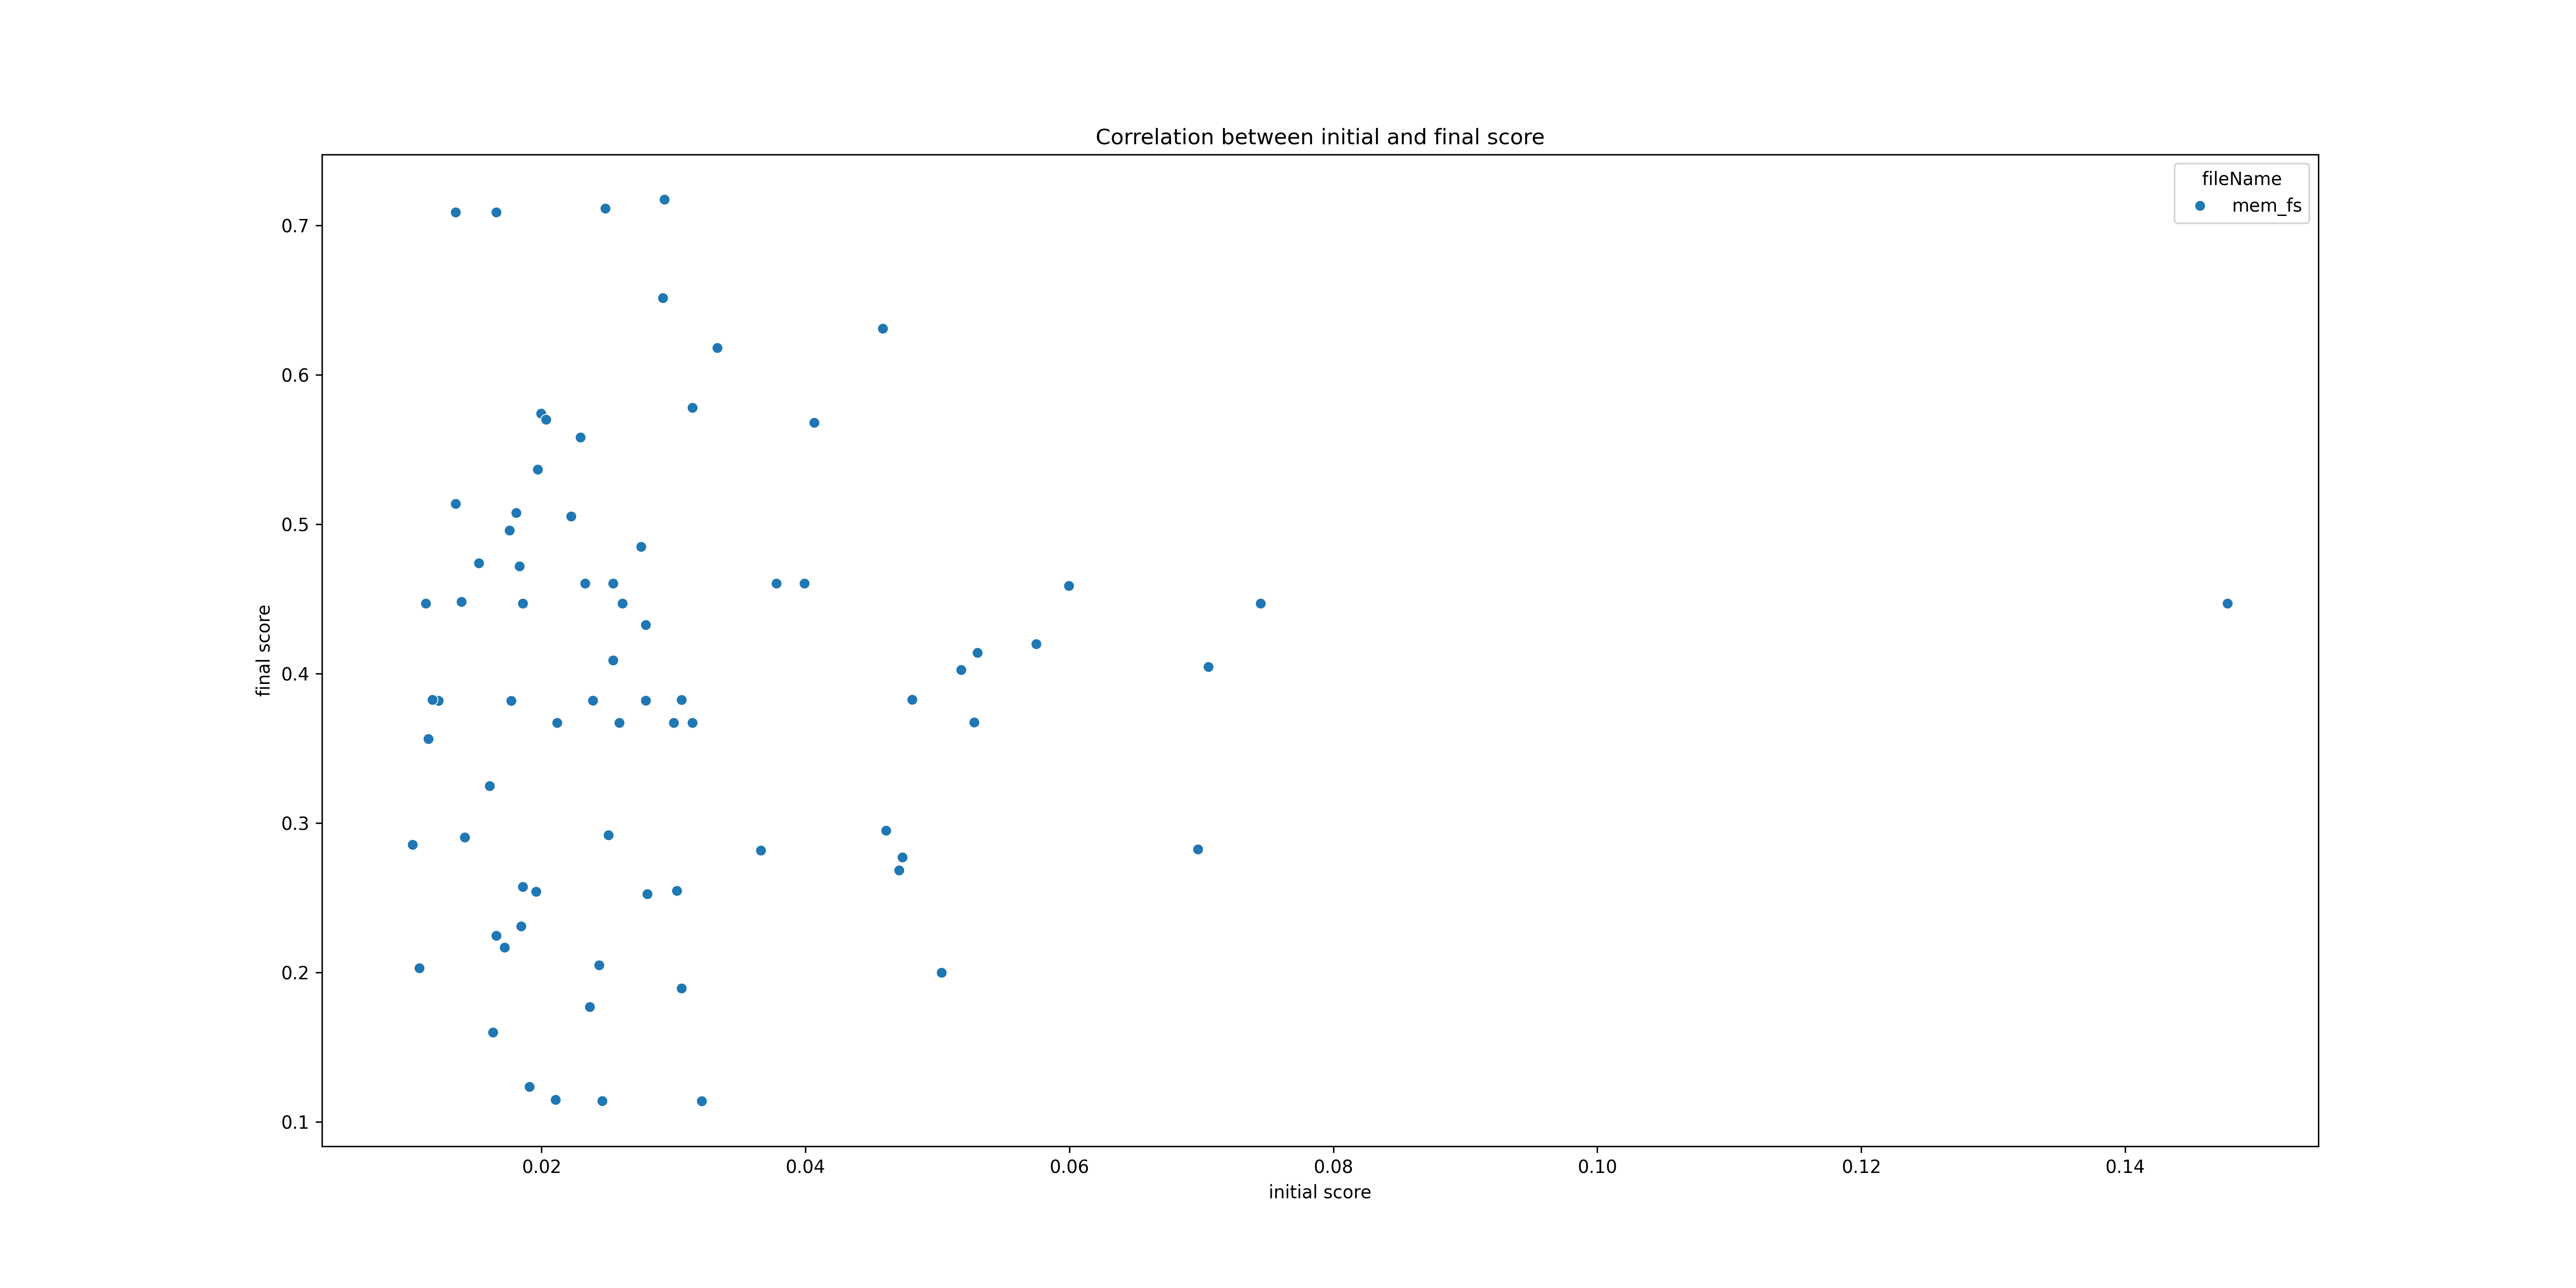 Correlation between initial and final score
fileName
mem_fs
0.7
0.6
0.5
0.4
0.3
0.2
0.1
final score
0.02 0.04 0.06 0.08 0.10 0.12 0.14
initial score